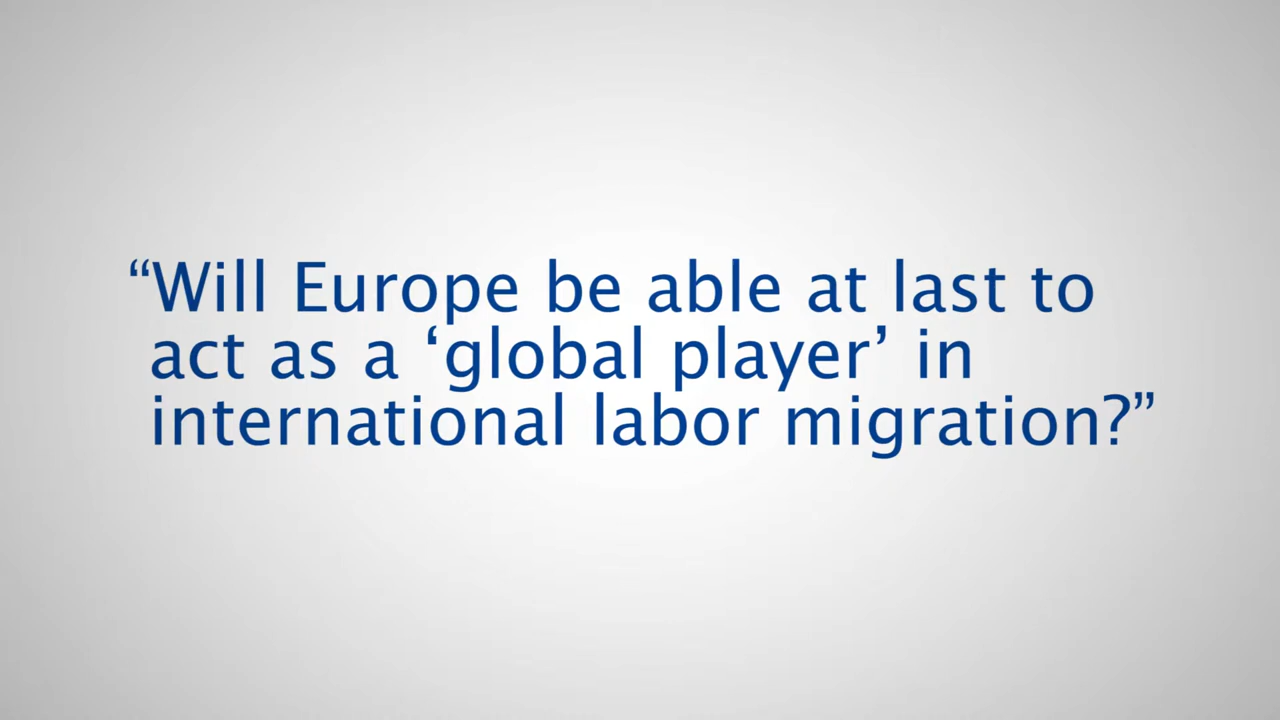 “Will Europe be able at last to
act as a ‘global player’ in
international labor migration?”